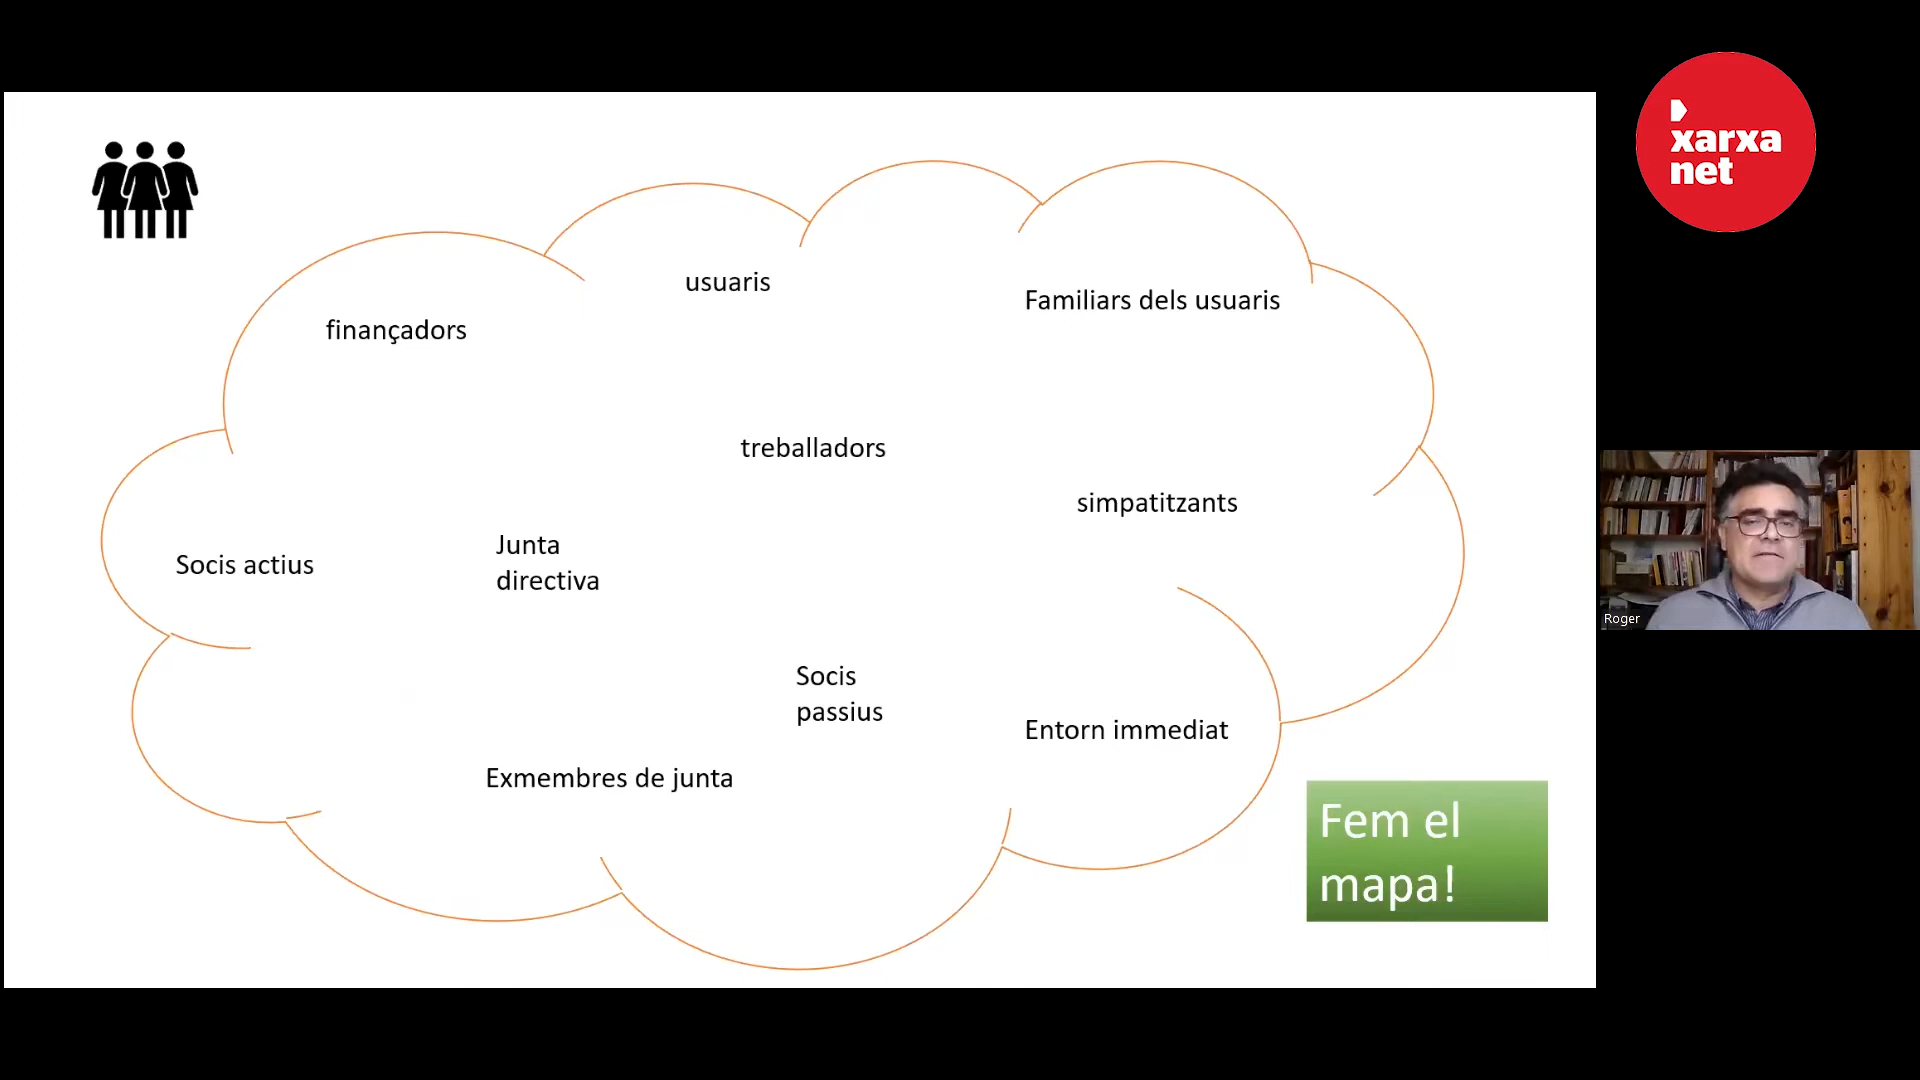 xarxa
net
usuaris
Familiars dels usuaris
finançadors
treballadors
simpatitzants
Junta
directiva
Socis actius
Socis
passius
Entorn immediat
Exmembres de junta
Fem el
mapa!
Roger